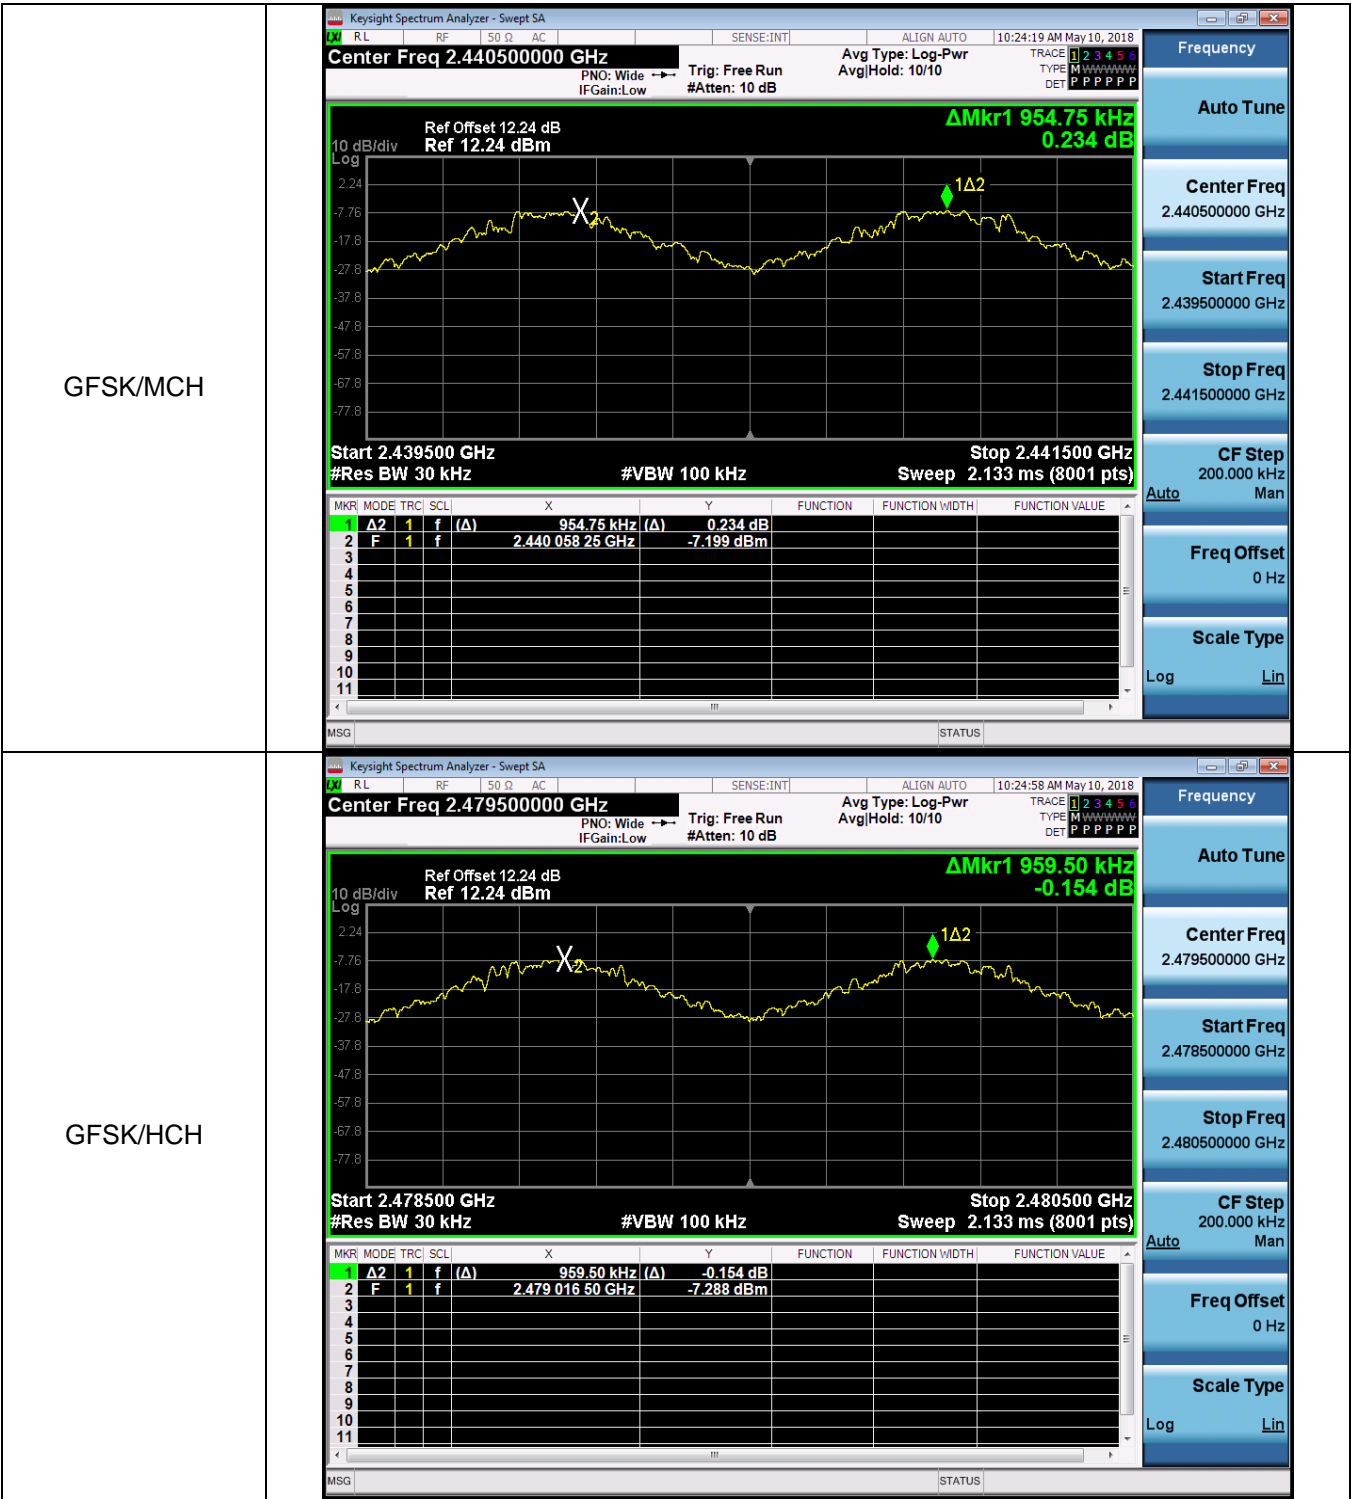 GFSK/MCH
Keysight Spectrum Analyzer - Swept SA
LXI RL RF 50 Ω AC SENSE:INT ALIGN AUTO 10:24:19 AM May 10, 2018
Center Freq 2.440500000 GHz Avg Type: Log-Pwr TRACE 1 2 3 4 5 6
PNO: Wide Trig: Free Run Avg|Hold: 10/10 TYPE M WWWWW
IFGain:Low #Atten: 10 dB DET P P P P P P
ΔMkr1 954.75 kHz
0.234 dB
Ref Offset 12.24 dB
10 dB/div Ref 12.24 dBm
Log
2.24
-7.76
-17.8
-27.8
-37.8
-47.8
-57.8
-67.8
-77.8
X2
1Δ2
Start 2.439500 GHz Stop 2.441500 GHz
#Res BW 30 kHz #VBW 100 kHz Sweep 2.133 ms (8001 pts)
MKR MODE TRC SCL X Y FUNCTION FUNCTION WIDTH FUNCTION VALUE
1 Δ2 1 f (Δ) 954.75 kHz (Δ) 0.234 dB
2 F 1 f 2.440 058 25 GHz -7.199 dBm
3
4
5
6
7
8
9
10
11
MSG STATUS
Frequency
Auto Tune
Center Freq
2.440500000 GHz
Start Freq
2.439500000 GHz
Stop Freq
2.441500000 GHz
CF Step
200.000 kHz
Auto Man
Freq Offset
0 Hz
Scale Type
Log Lin
GFSK/HCH
Keysight Spectrum Analyzer - Swept SA
LXI RL RF 50 Ω AC SENSE:INT ALIGN AUTO 10:24:58 AM May 10, 2018
Center Freq 2.479500000 GHz Avg Type: Log-Pwr TRACE 1 2 3 4 5 6
PNO: Wide Trig: Free Run Avg|Hold: 10/10 TYPE M WWWWW
IFGain:Low #Atten: 10 dB DET P P P P P P
ΔMkr1 959.50 kHz
-0.154 dB
Ref Offset 12.24 dB
10 dB/div Ref 12.24 dBm
Log
2.24
-7.76
-17.8
-27.8
-37.8
-47.8
-57.8
-67.8
-77.8
X2
1Δ2
Start 2.478500 GHz Stop 2.480500 GHz
#Res BW 30 kHz #VBW 100 kHz Sweep 2.133 ms (8001 pts)
MKR MODE TRC SCL X Y FUNCTION FUNCTION WIDTH FUNCTION VALUE
1 Δ2 1 f (Δ) 959.50 kHz (Δ) -0.154 dB
2 F 1 f 2.479 016 50 GHz -7.288 dBm
3
4
5
6
7
8
9
10
11
MSG STATUS
Frequency
Auto Tune
Center Freq
2.479500000 GHz
Start Freq
2.478500000 GHz
Stop Freq
2.480500000 GHz
CF Step
200.000 kHz
Auto Man
Freq Offset
0 Hz
Scale Type
Log Lin